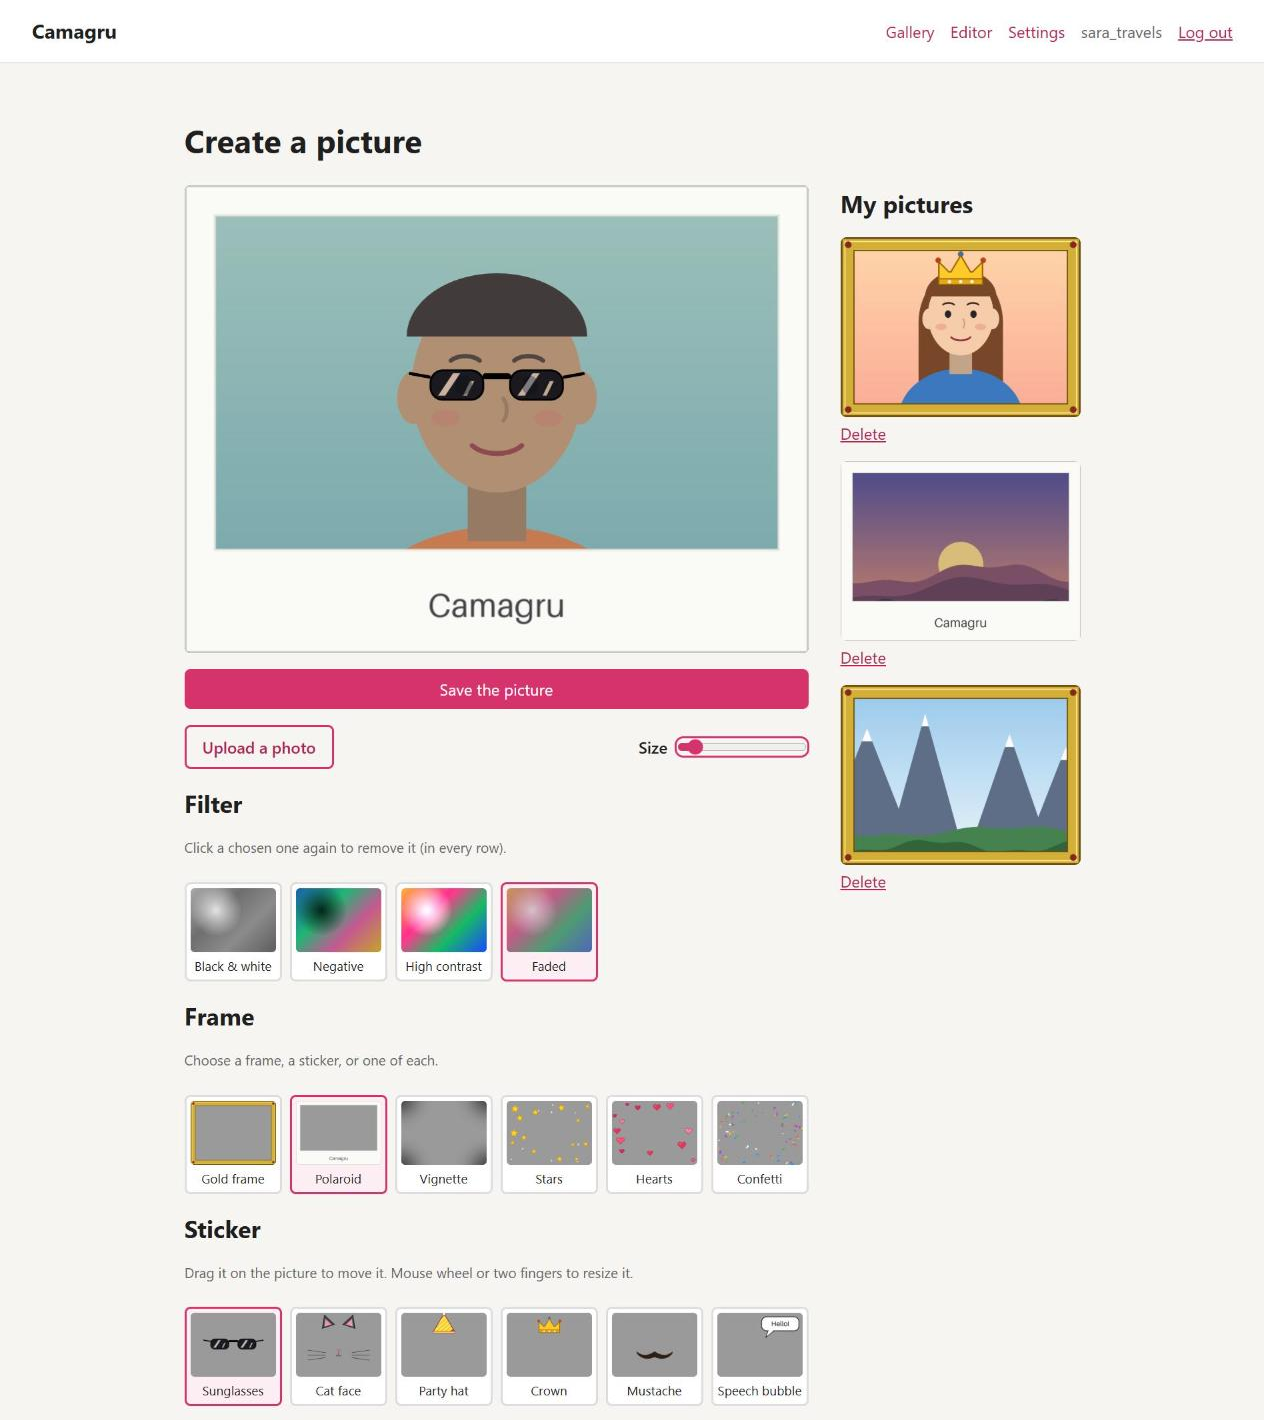 Camagru
Gallery Editor Settings sara_travels Log out
Create a picture
Camagru
Save the picture
Upload a photo
Size
Filter
Click a chosen one again to remove it (in every row).
Black & white
Negative
High contrast
Faded
Frame
Choose a frame, a sticker, or one of each.
Camagru
Gold frame
Polaroid
Vignette
Stars
Hearts
Confetti
Sticker
Drag it on the picture to move it. Mouse wheel or two fingers to resize it.
Hello!
Sunglasses
Cat face
Party hat
Crown
Mustache
Speech bubble
My pictures
Delete
Camagru
Delete
Delete